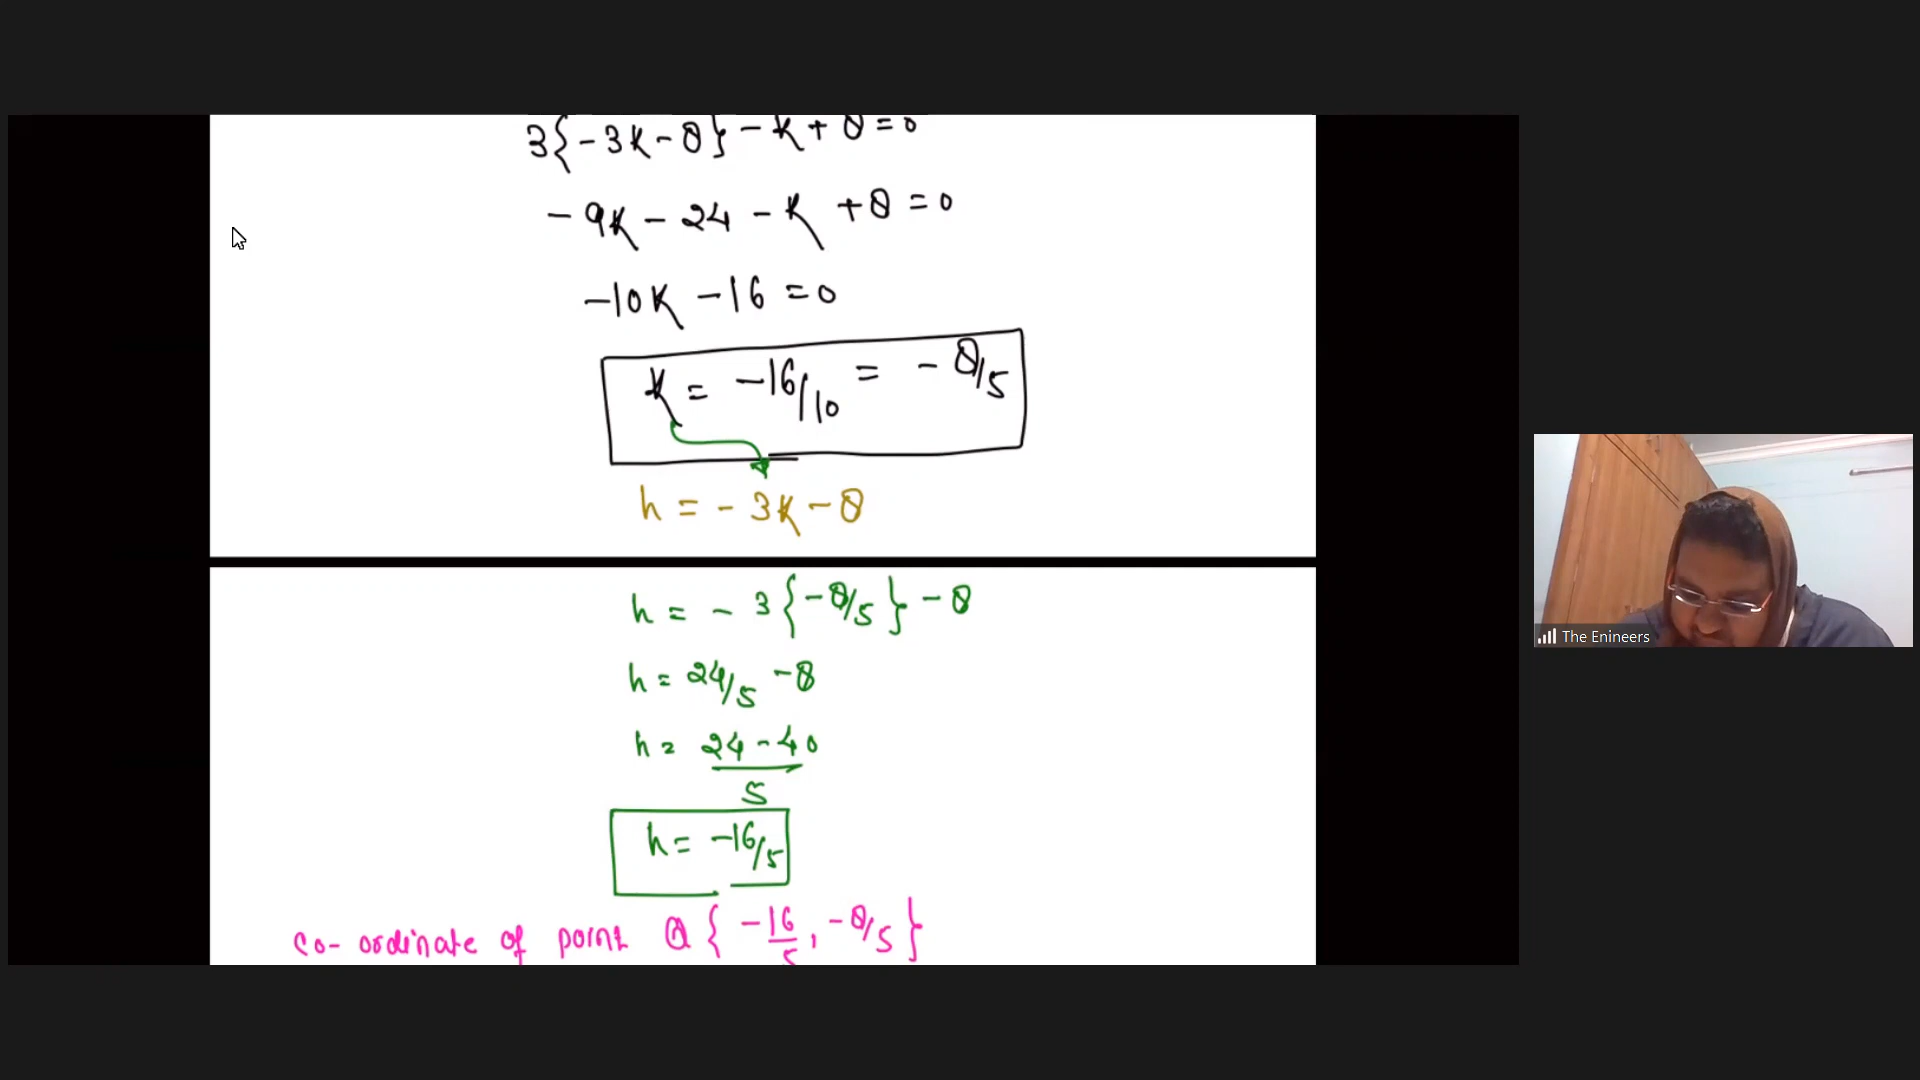 3{-3k-8}-k+8=0
-9k-24-k+8=0
-10k-16=0
k=-16/10=-8/5
h=-3k-8
h=-3{-8/5}-8
h=24/5-8
h=24-40/5
h=-16/5
co-ordinate of point Q{-16/5,-8/5}
The Enineers